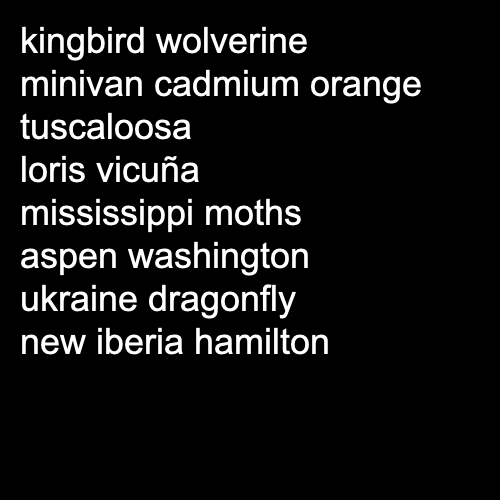 kingbird wolverine
minivan cadmium orange
tuscaloosa
loris vicuña
mississippi moths
aspen washington
ukraine dragonfly
new iberia hamilton